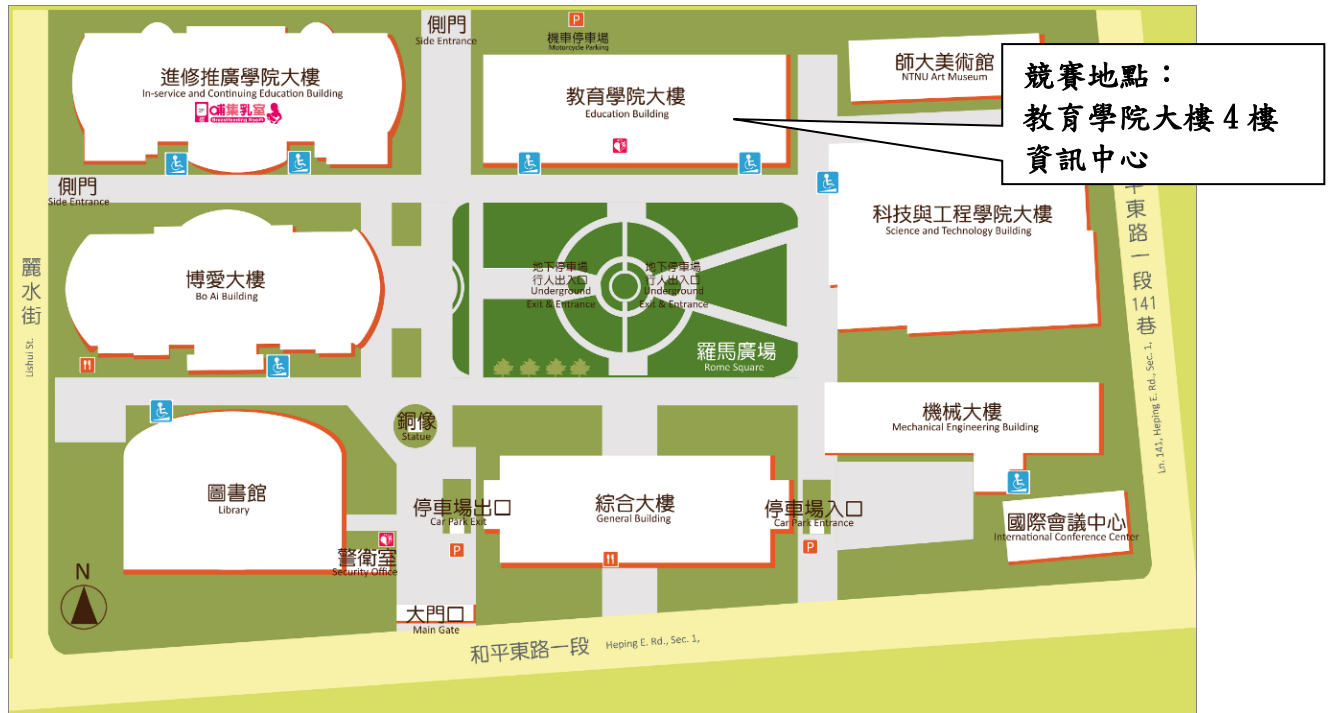 側門
Side Entrance
P
機車停車場
Motorcycle Parking
師大美術館
NTNU Art Museum
競賽地點：
教育學院大樓 4 樓
資訊中心
進修推廣學院大樓
In-service and Continuing Education Building
哺集乳室
Breastfeeding Room
教育學院大樓
Education Building
側門
Side Entrance
科技與工程學院大樓
Science and Technology Building
平東路一段141巷
Ln. 141, Heping E. Rd., Sec. 1,
麗水街
Lishui St.
博愛大樓
Bo Ai Building
地下停車場
行人出入口
Underground
Exit & Entrance
地下停車場
行人出入口
Underground
Exit & Entrance
羅馬廣場
Rome Square
銅像
Statue
機械大樓
Mechanical Engineering Building
圖書館
Library
停車場出口
Car Park Exit
P
綜合大樓
General Building
停車場入口
Car Park Entrance
P
國際會議中心
International Conference Center
警衛室
Security Office
N
大門口
Main Gate
和平東路一段
Heping E. Rd., Sec. 1,